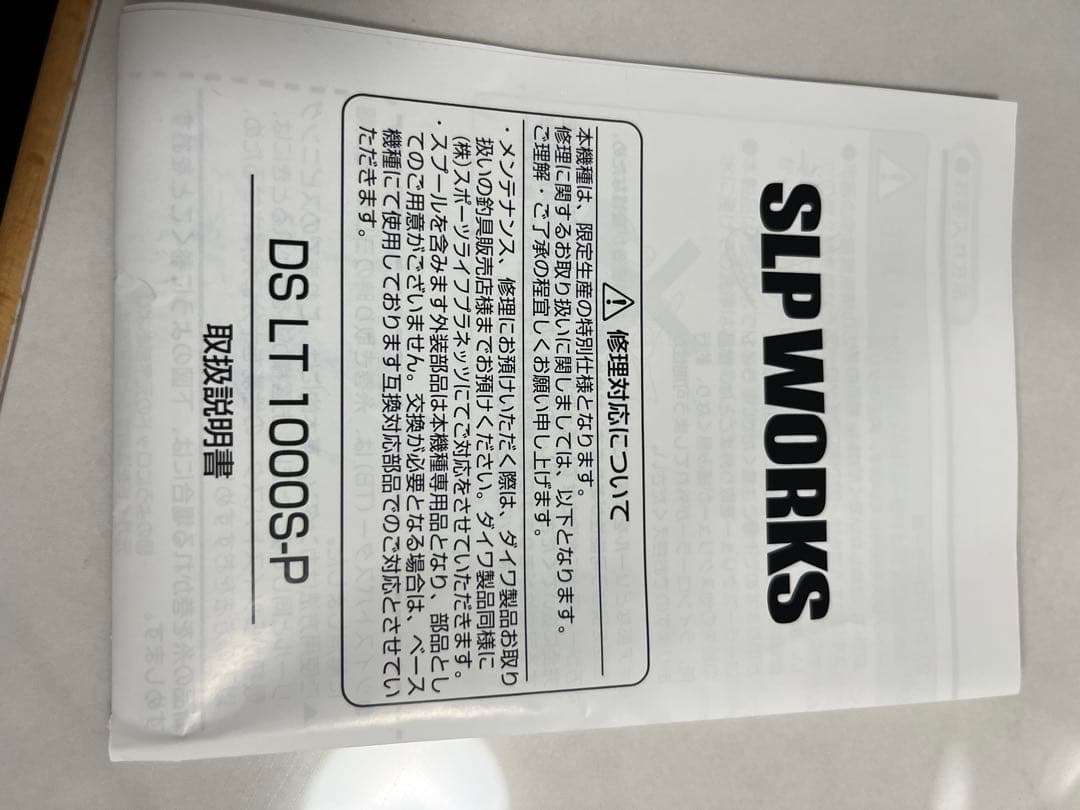 SLP WORKS
⚠ 修理対応について
本機種は、限定生産の特別仕様となります。
修理に関するお取り扱いに関しましては、以下となります。
ご理解・ご了承の程宜しくお願い申し上げます。
・メンテナンス、修理にお預けいただく際は、ダイワ製品お取り
扱いの釣具販売店様までお預けください。ダイワ製品同様に
(株)スポーツライフプラネッツにてご対応をさせていただきます。
・スプールを含みます外装部品は本機種専用品となり、部品とし
てのご用意がございません。交換が必要となる場合は、ベース
機種にて使用しております互換対応部品でのご対応とさせてい
ただきます。
DS LT 1000S-P
取扱説明書